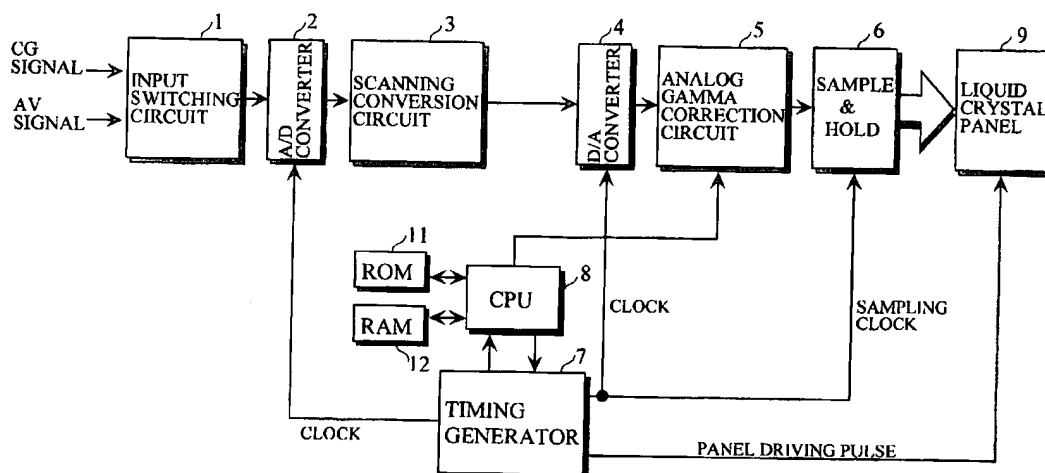 1
2
3
4
5
6
9
CG
SIGNAL
AV
SIGNAL
INPUT
SWITCHING
CIRCUIT
A/D CONVERTER
SCANNING
CONVERSION
CIRCUIT
D/A CONVERTER
ANALOG
GAMMA
CORRECTION
CIRCUIT
SAMPLE
&
HOLD
LIQUID
CRYSTAL
PANEL
11
ROM
8
CPU
RAM
12
CLOCK
SAMPLING
CLOCK
7
TIMING
GENERATOR
CLOCK
PANEL DRIVING PULSE